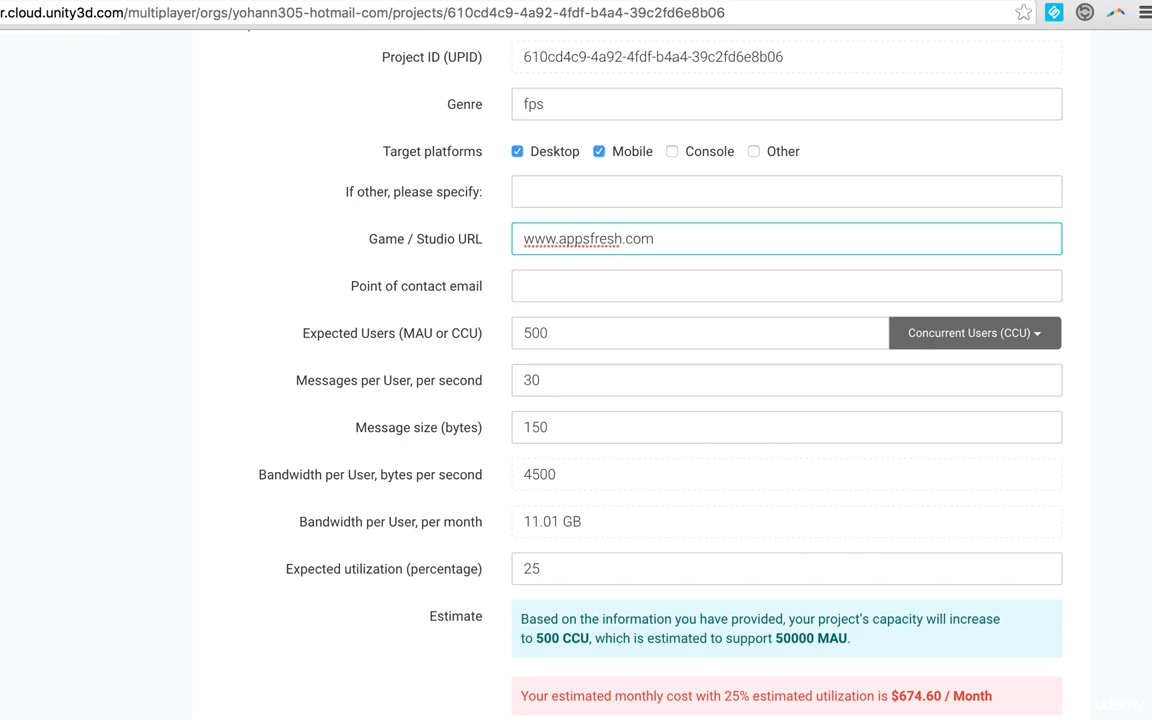 r.cloud.unity3d.com/multiplayer/orgs/yohann305-hotmail-com/projects/610cd4c9-4a92-4fdf-b4a4-39c2fd6e8b06
Project ID (UPID) 610cd4c9-4a92-4fdf-b4a4-39c2fd6e8b06
Genre fps
Target platforms Desktop Mobile Console Other
If other, please specify:
Game / Studio URL www.appsfresh.com
Point of contact email
Expected Users (MAU or CCU) 500 Concurrent Users (CCU)
Messages per User, per second 30
Message size (bytes) 150
Bandwidth per User, bytes per second 4500
Bandwidth per User, per month 11.01 GB
Expected utilization (percentage) 25
Estimate Based on the information you have provided, your project's capacity will increase
to 500 CCU, which is estimated to support 50000 MAU.
Your estimated monthly cost with 25% estimated utilization is $674.60 / Month
udemy